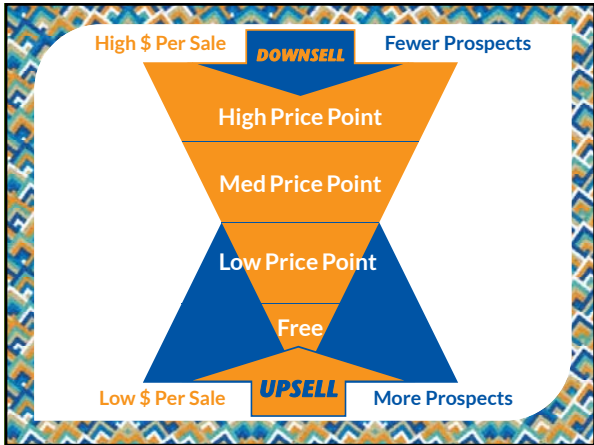 High $ Per Sale
DOWNSELL
Fewer Prospects
High Price Point
Med Price Point
Low Price Point
Free
Low $ Per Sale
UPSELL
More Prospects